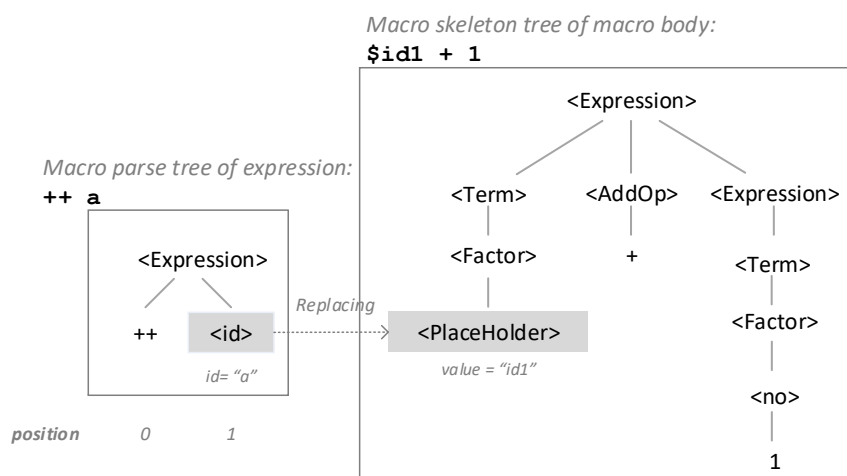 Macro skeleton tree of macro body:
$id1 + 1
<Expression>
Macro parse tree of expression:
++ a
<Term> <AddOp> <Expression>
<Expression> <Factor> + <Term>
Replacing
++ <id> <PlaceHolder> <Factor>
id= “a” value = “id1”
<no>
position 0 1
1